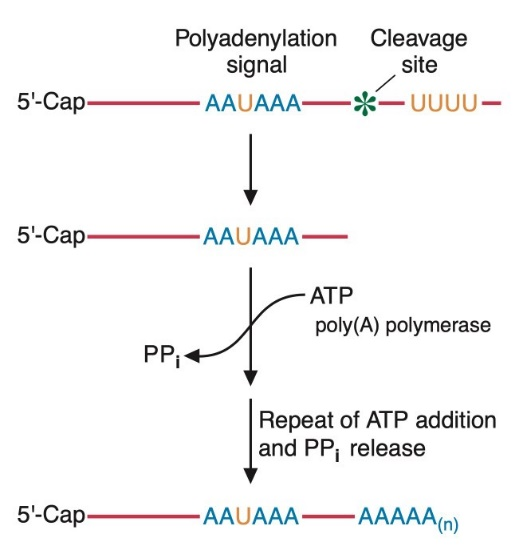 Polyadenylation signal
Cleavage site
5'-Cap AAUAAA * UUUU
5'-Cap AAUAAA
ATP
poly(A) polymerase
PPi
Repeat of ATP addition
and PPi release
5'-Cap AAUAAA AAAAA(n)